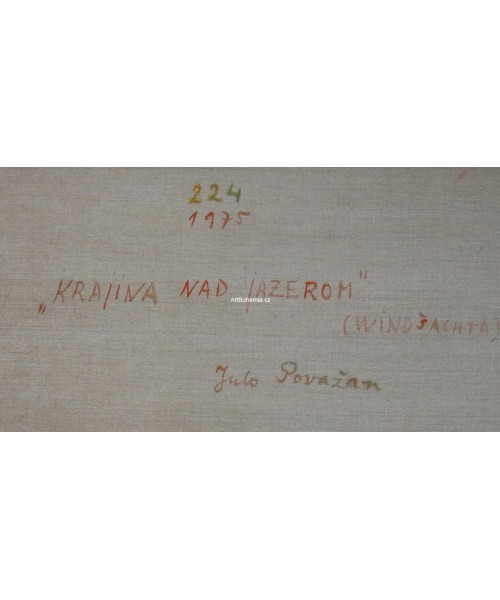 224
1975
„KRAjiNA NAD jAZEROM"
ArtBohemia.cz
(WiNDŠACHTA)
Julo Považan